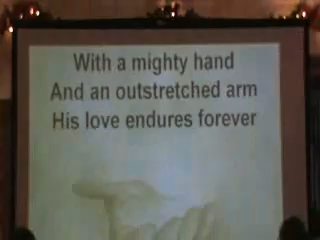 With a mighty hand
And an outstretched arm
His love endures forever